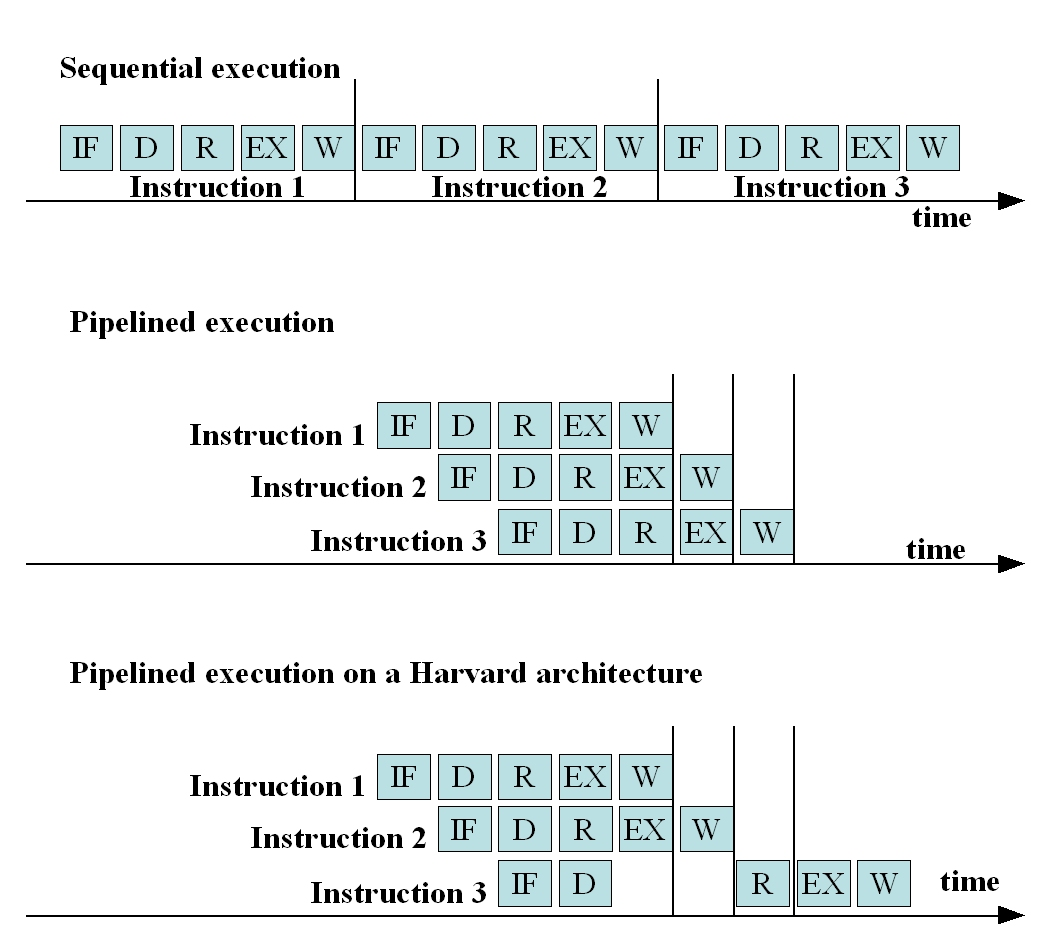 Sequential execution
IF D R EX W IF D R EX W IF D R EX W
Instruction 1 Instruction 2 Instruction 3
time
Pipelined execution
Instruction 1 IF D R EX W
Instruction 2 IF D R EX W
Instruction 3 IF D R EX W
time
Pipelined execution on a Harvard architecture
Instruction 1 IF D R EX W
Instruction 2 IF D R EX W
Instruction 3 IF D R EX W
time